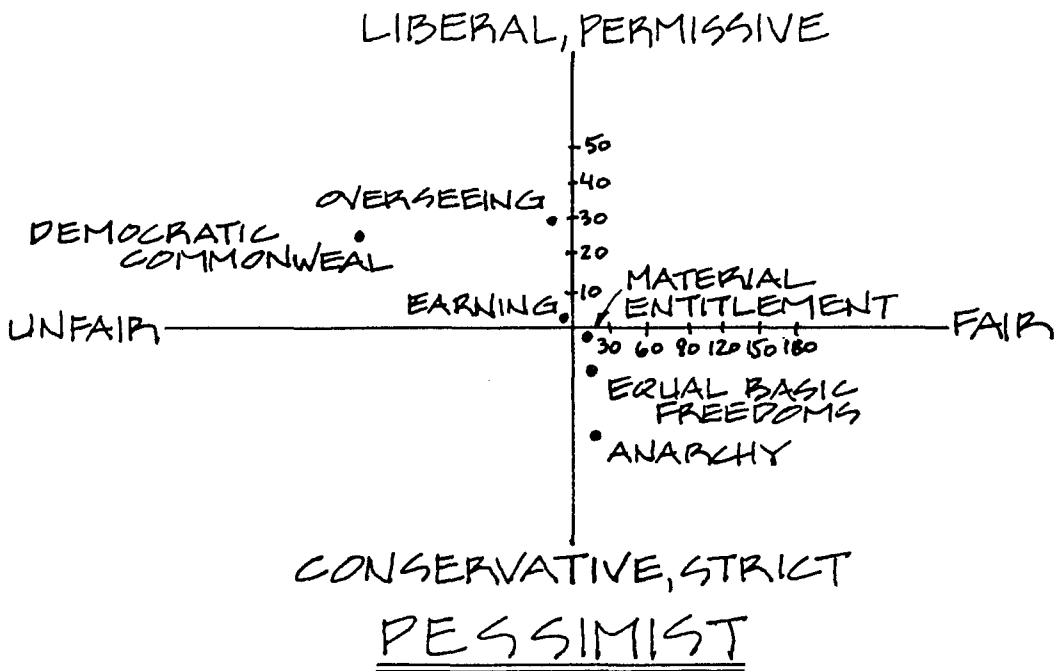 LIBERAL, PERMISSIVE
50
40
OVERSEEING
30
DEMOCRATIC
COMMONWEAL
20
MATERIAL
ENTITLEMENT
10
EARNING
UNFAIR
FAIR
30 60 90 120 150 180
EQUAL BASIC
FREEDOMS
ANARCHY
CONSERVATIVE, STRICT
PESSIMIST